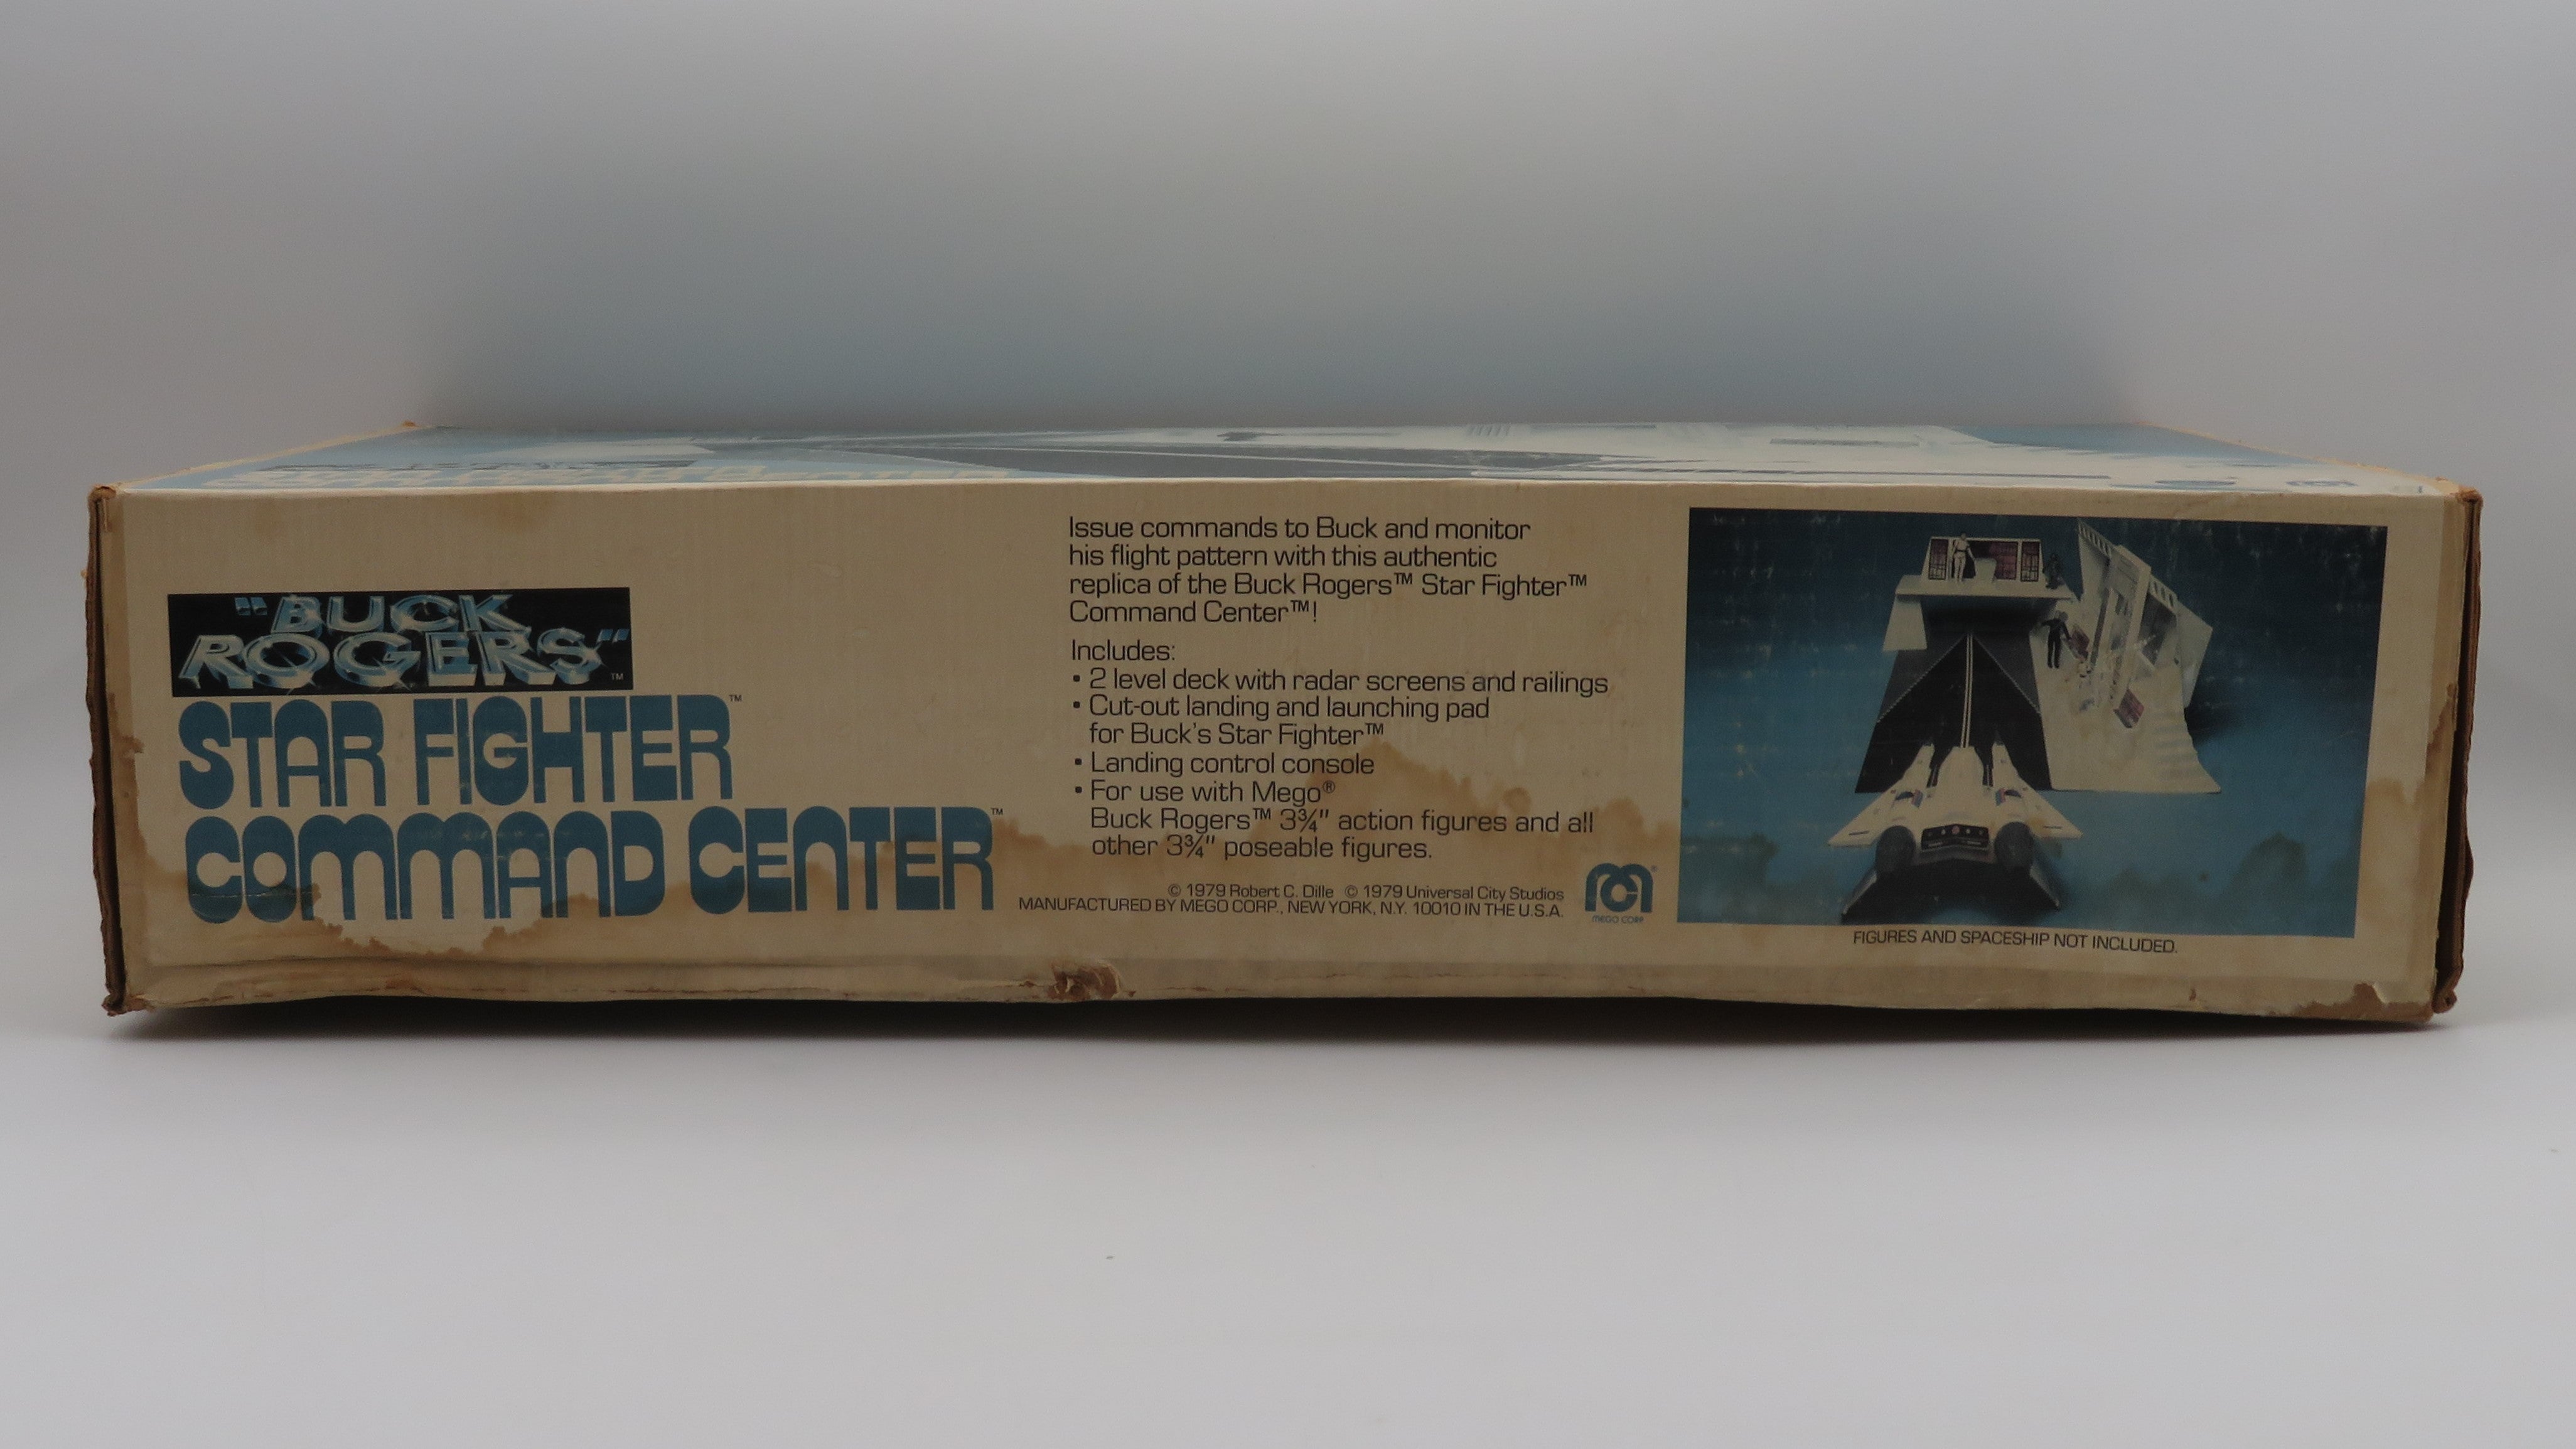 "BUCK
ROGERS"™
STAR FIGHTER™
COMMAND CENTER™
Issue commands to Buck and monitor
his flight pattern with this authentic
replica of the Buck Rogers™ Star Fighter™
Command Center™!
Includes:
• 2 level deck with radar screens and railings
• Cut-out landing and launching pad
for Buck's Star Fighter™
• Landing control console
• For use with Mego®
Buck Rogers™ 3¾" action figures and all
other 3¾" poseable figures.
© 1979 Robert C. Dille © 1979 Universal City Studios
MANUFACTURED BY MEGO CORP., NEW YORK, N.Y. 10010 IN THE U.S.A.
MEGO CORP
FIGURES AND SPACESHIP NOT INCLUDED.